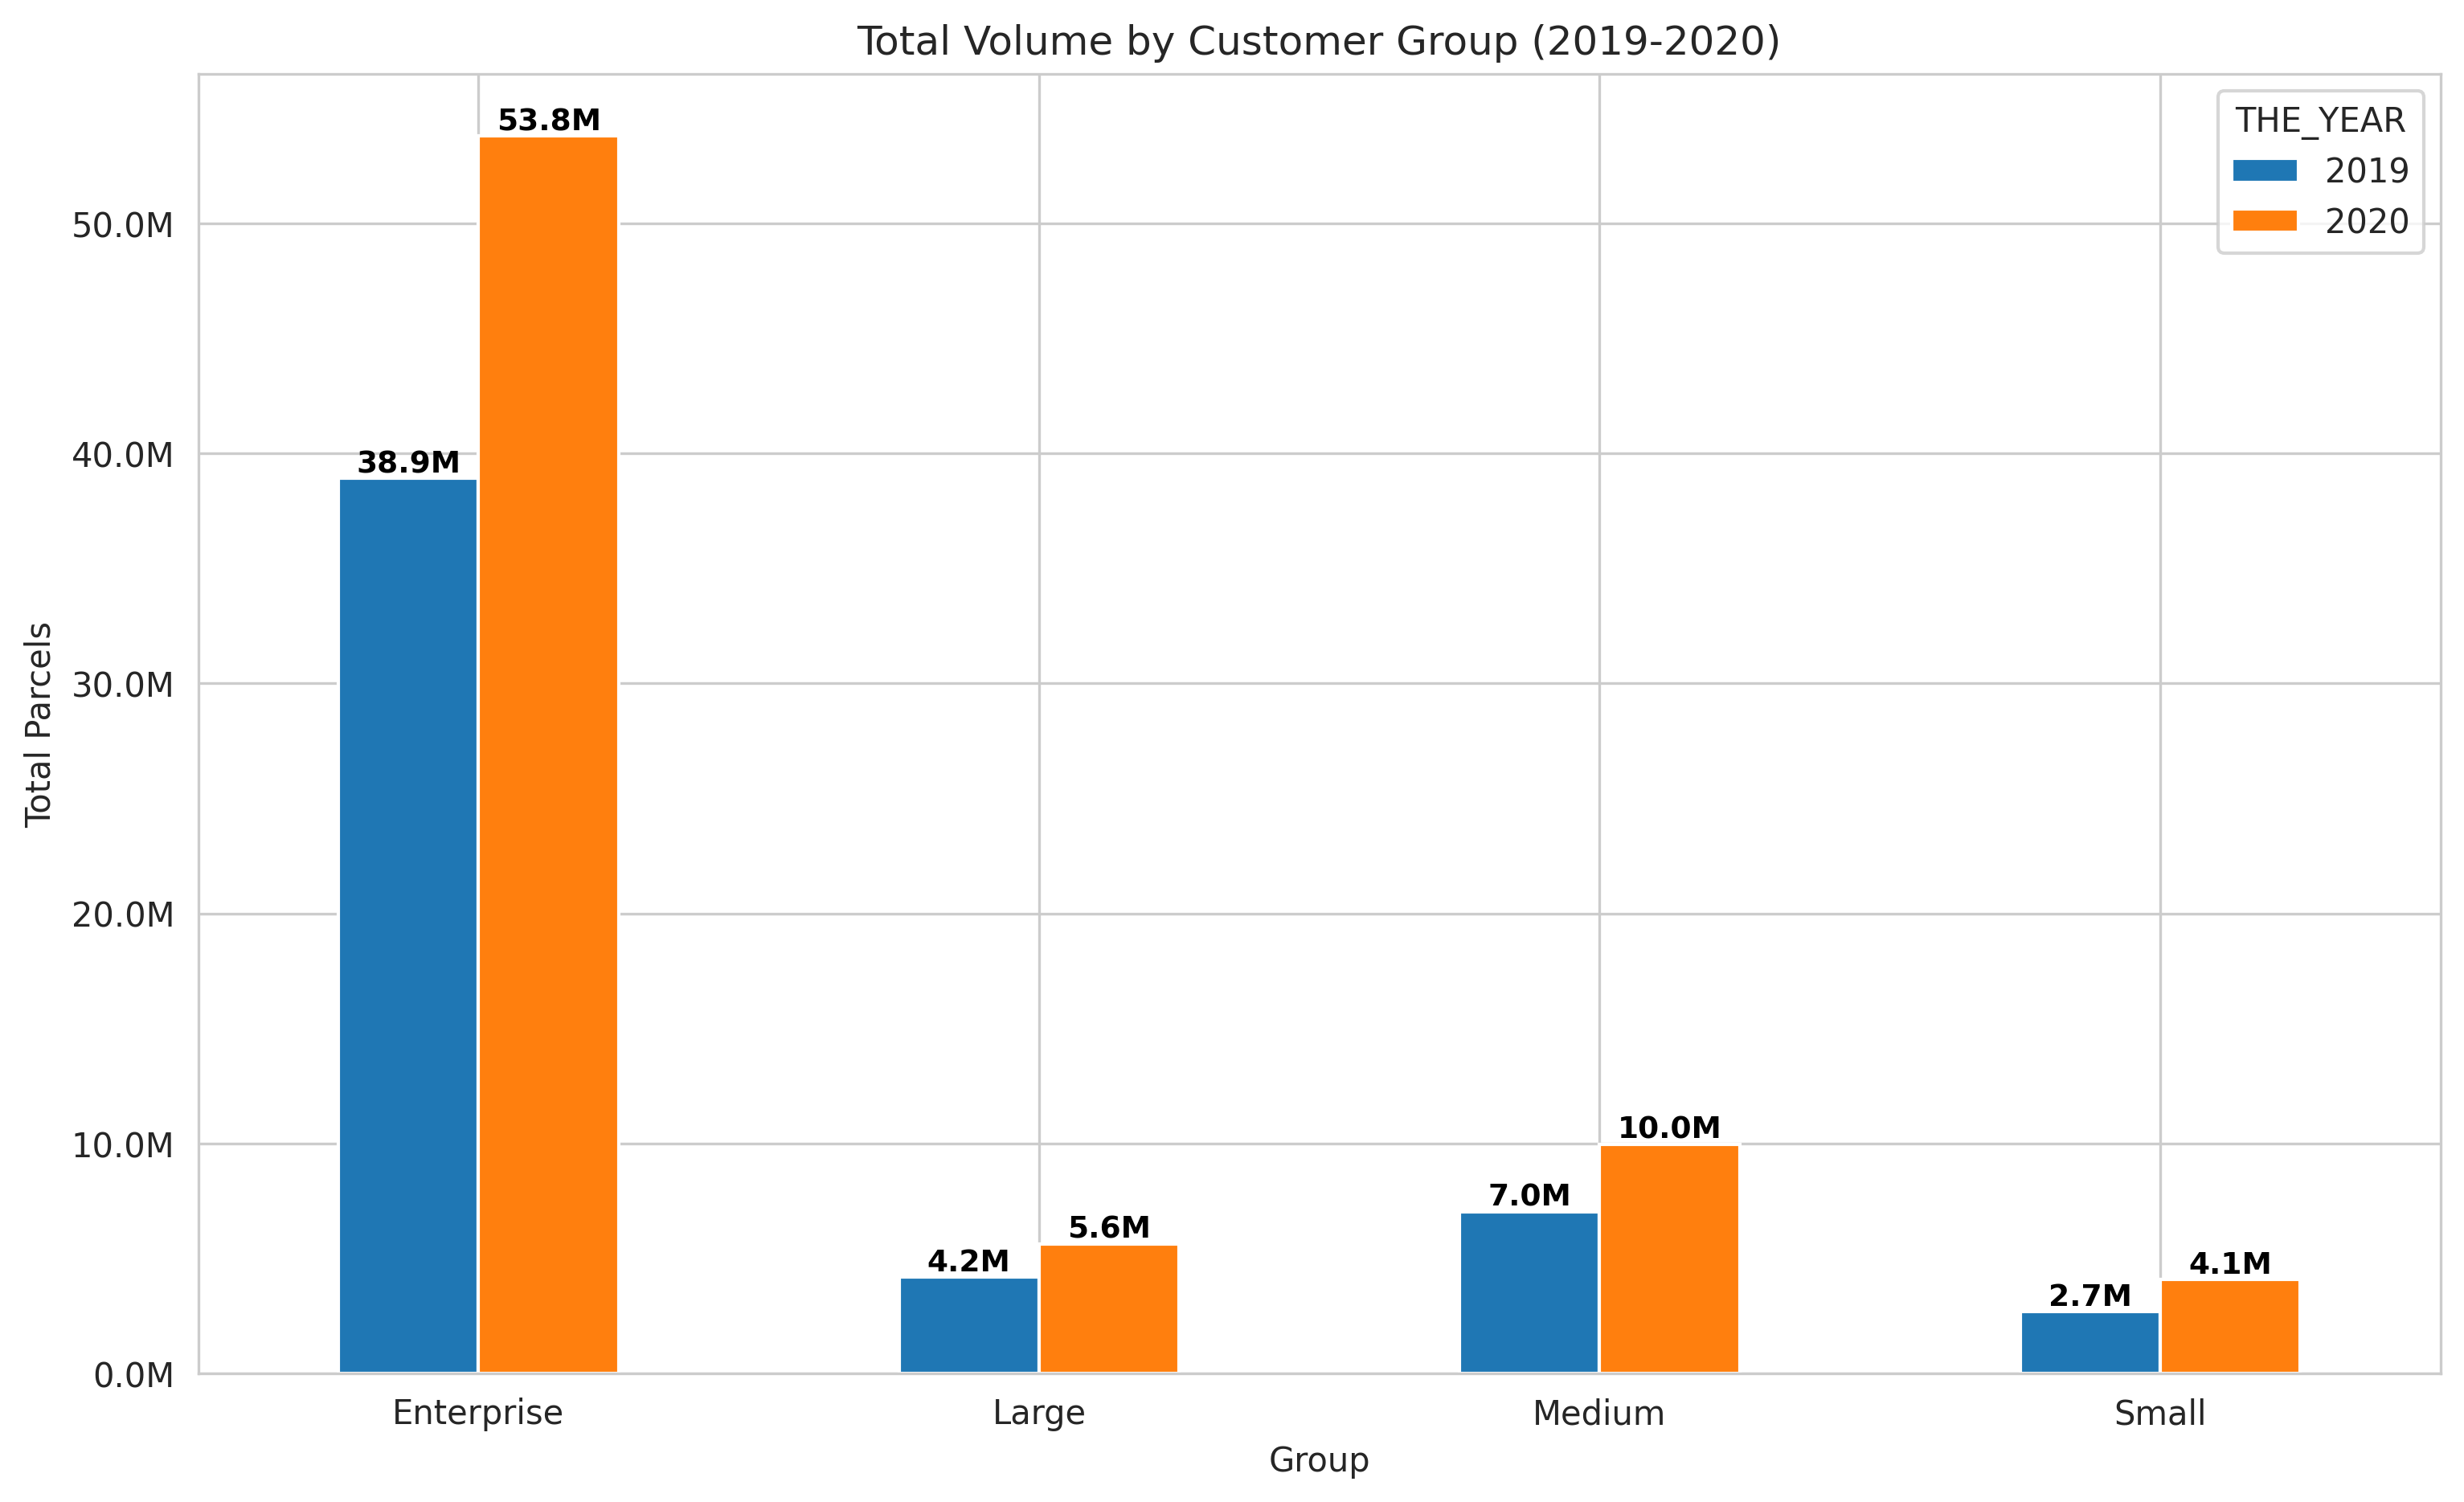 Total Volume by Customer Group (2019-2020)
THE_YEAR
2019
2020
Total Parcels
50.0M
40.0M
30.0M
20.0M
10.0M
0.0M
38.9M
53.8M
4.2M
5.6M
7.0M
10.0M
2.7M
4.1M
Enterprise
Large
Medium
Small
Group